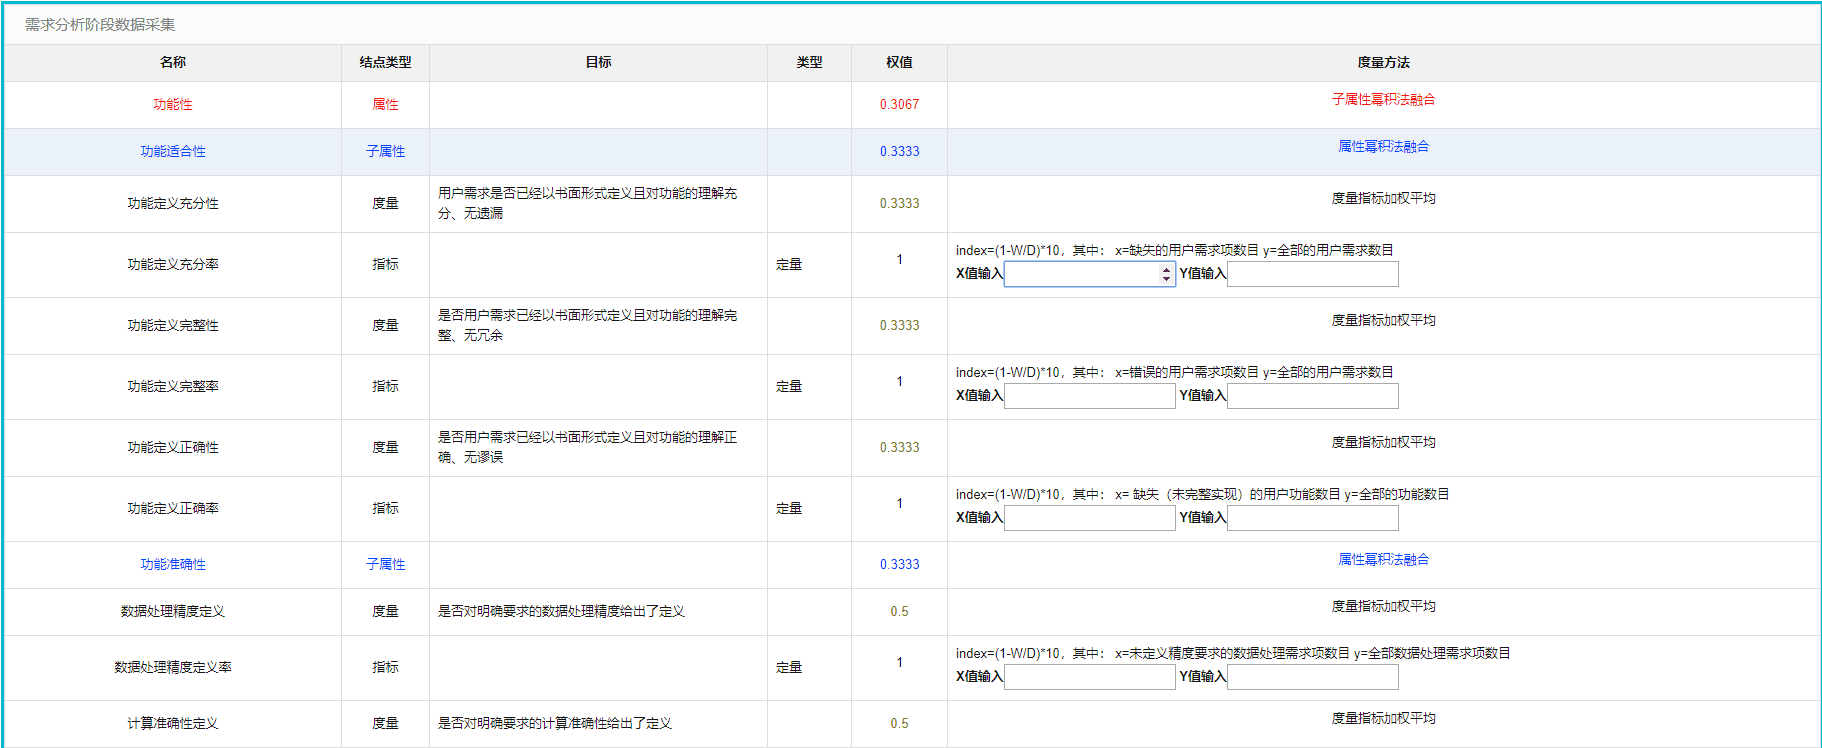 需求分析阶段数据采集
名称 结点类型 目标 类型 权值 度量方法
功能性 属性 0.3067 子属性幂积法融合
功能适合性 子属性 0.3333 属性幂积法融合
功能定义充分性 度量 用户需求是否已经以书面形式定义且对功能的理解充
分、无遗漏 0.3333 度量指标加权平均
功能定义充分率 指标 定量 1 index=(1-W/D)*10，其中： x=缺失的用户需求项数目 y=全部的用户需求数目
X值输入 Y值输入
功能定义完整性 度量 是否用户需求已经以书面形式定义且对功能的理解完
整、无冗余 0.3333 度量指标加权平均
功能定义完整率 指标 定量 1 index=(1-W/D)*10，其中： x=错误的用户需求项数目 y=全部的用户需求数目
X值输入 Y值输入
功能定义正确性 度量 是否用户需求已经以书面形式定义且对功能的理解正
确、无谬误 0.3333 度量指标加权平均
功能定义正确率 指标 定量 1 index=(1-W/D)*10，其中： x= 缺失（未完整实现）的用户功能数目 y=全部的功能数目
X值输入 Y值输入
功能准确性 子属性 0.3333 属性幂积法融合
数据处理精度定义 度量 是否对明确要求的数据处理精度给出了定义 0.5 度量指标加权平均
数据处理精度定义率 指标 定量 1 index=(1-W/D)*10，其中： x=未定义精度要求的数据处理需求项数目 y=全部数据处理需求项数目
X值输入 Y值输入
计算准确性定义 度量 是否对明确要求的计算准确性给出了定义 0.5 度量指标加权平均